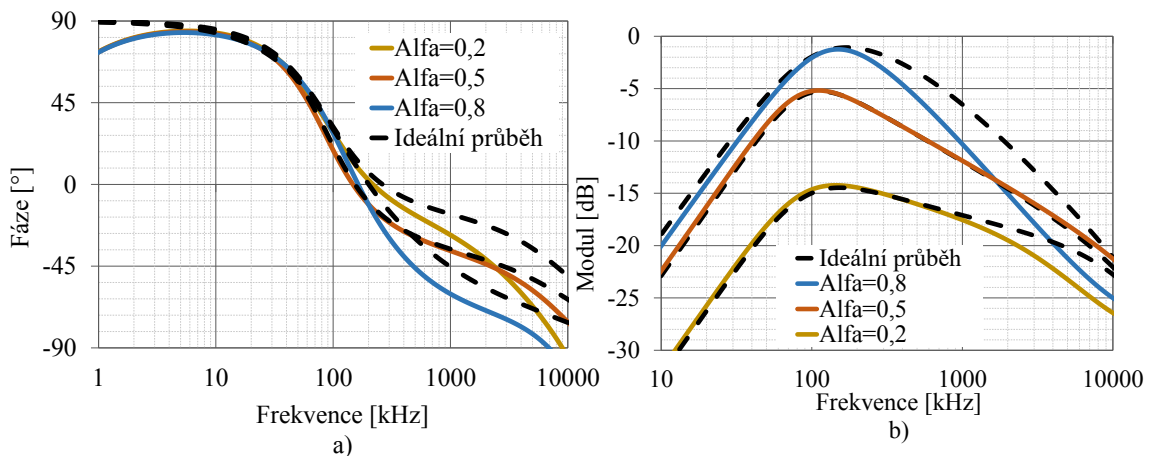 90
45
0
-45
-90
Fáze [°]
Alfa=0,2
Alfa=0,5
Alfa=0,8
Ideální průběh
1
10
100
1000
10000
Frekvence [kHz]
a)
0
-5
-10
-15
-20
-25
-30
Modul [dB]
Ideální průběh
Alfa=0,8
Alfa=0,5
Alfa=0,2
10
100
1000
10000
Frekvence [kHz]
b)